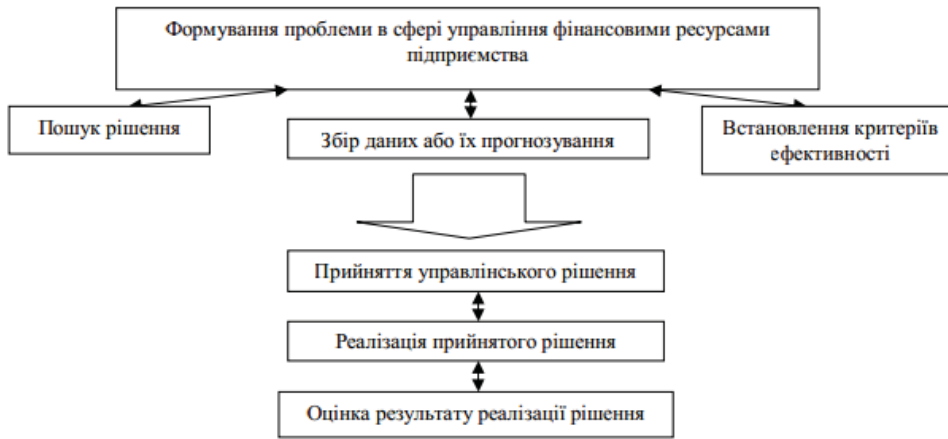 Формування проблеми в сфері управління фінансовими ресурсами
підприємства
Пошук рішення
Збір даних або їх прогнозування
Встановлення критеріїв
ефективності
Прийняття управлінського рішення
Реалізація прийнятого рішення
Оцінка результату реалізації рішення